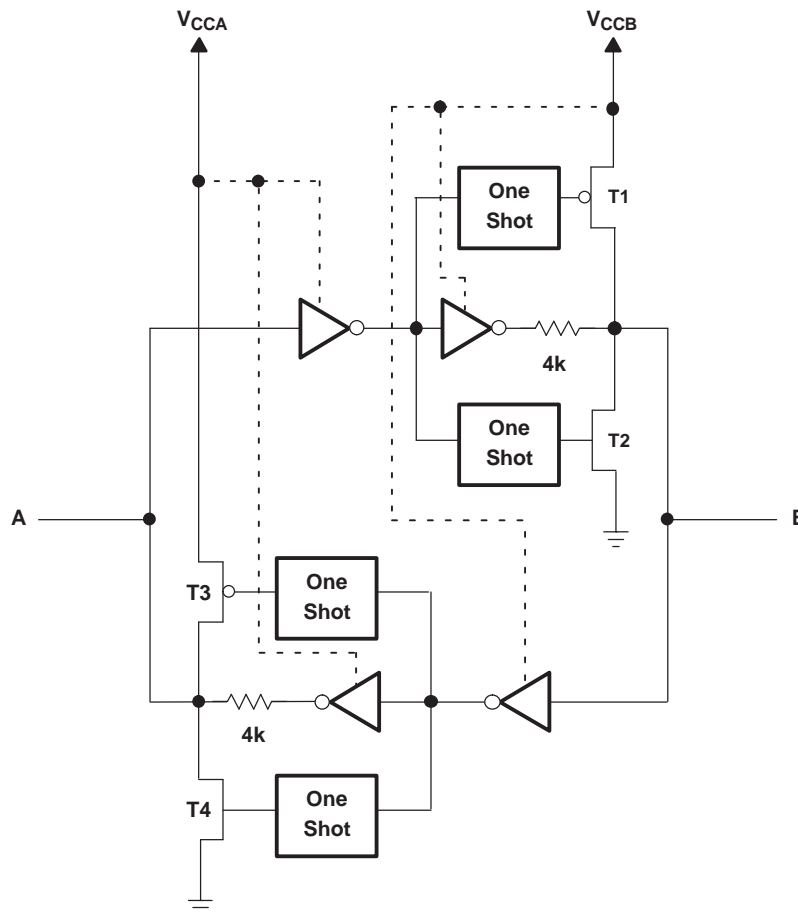 VCCA
VCCB
One
Shot
T1
4k
One
Shot
T2
A
B
T3
One
Shot
4k
T4
One
Shot